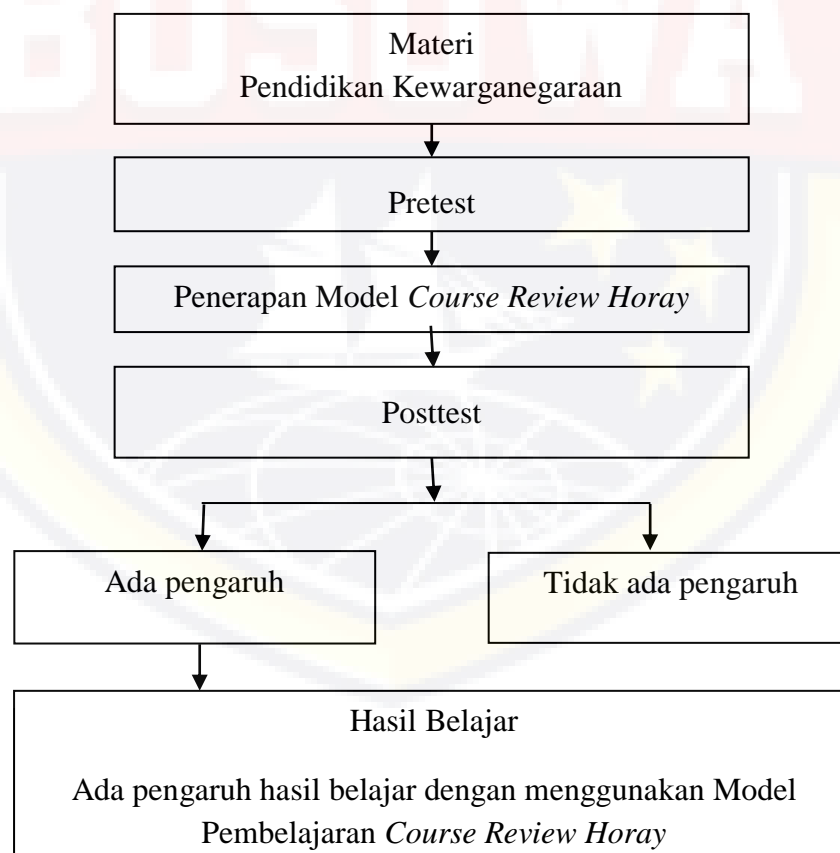 BOSOWA
Materi
Pendidikan Kewarganegaraan
Pretest
Penerapan Model Course Review Horay
Posttest
Ada pengaruh
Tidak ada pengaruh
Hasil Belajar
Ada pengaruh hasil belajar dengan menggunakan Model
Pembelajaran Course Review Horay